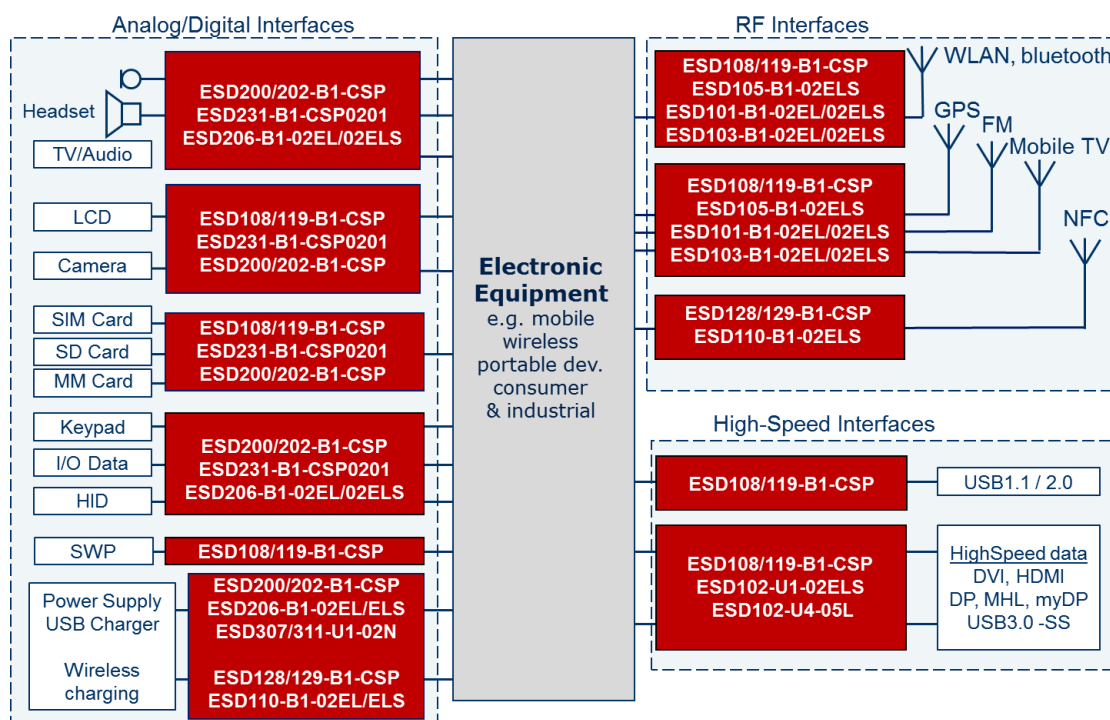 Analog/Digital Interfaces
Headset
TV/Audio
ESD200/202-B1-CSP
ESD231-B1-CSP0201
ESD206-B1-02EL/02ELS
LCD
Camera
ESD108/119-B1-CSP
ESD231-B1-CSP0201
ESD200/202-B1-CSP
SIM Card
SD Card
MM Card
ESD108/119-B1-CSP
ESD231-B1-CSP0201
ESD200/202-B1-CSP
Keypad
I/O Data
HID
ESD200/202-B1-CSP
ESD231-B1-CSP0201
ESD206-B1-02EL/02ELS
SWP
ESD108/119-B1-CSP
Power Supply
USB Charger
Wireless
charging
ESD200/202-B1-CSP
ESD206-B1-02EL/ELS
ESD307/311-U1-02N
ESD128/129-B1-CSP
ESD110-B1-02EL/ELS
Electronic
Equipment
e.g. mobile
wireless
portable dev.
consumer
& industrial
RF Interfaces
ESD108/119-B1-CSP
ESD105-B1-02ELS
ESD101-B1-02EL/02ELS
ESD103-B1-02EL/02ELS
WLAN, bluetooth
GPS
FM
Mobile TV
ESD108/119-B1-CSP
ESD105-B1-02ELS
ESD101-B1-02EL/02ELS
ESD103-B1-02EL/02ELS
NFC
ESD128/129-B1-CSP
ESD110-B1-02ELS
High-Speed Interfaces
ESD108/119-B1-CSP
USB1.1 / 2.0
ESD108/119-B1-CSP
ESD102-U1-02ELS
ESD102-U4-05L
HighSpeed data
DVI, HDMI
DP, MHL, myDP
USB3.0 -SS